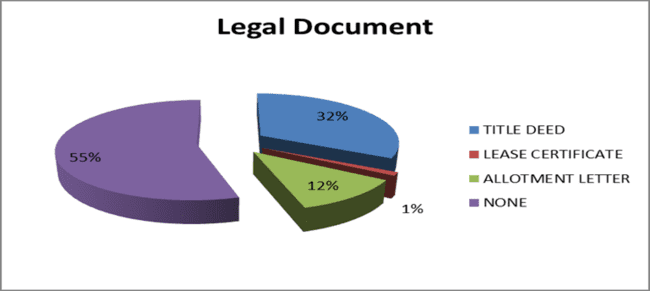 Legal Document
32%
55%
12%
1%
TITLE DEED
LEASE CERTIFICATE
ALLOTMENT LETTER
NONE